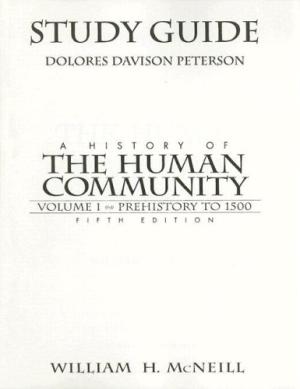 STUDY GUIDE
DOLORES DAVISON PETERSON
A HISTORY OF
THE HUMAN
COMMUNITY
VOLUME I PREHISTORY TO 1500
FIFTH EDITION
WILLIAM H. McNEILL